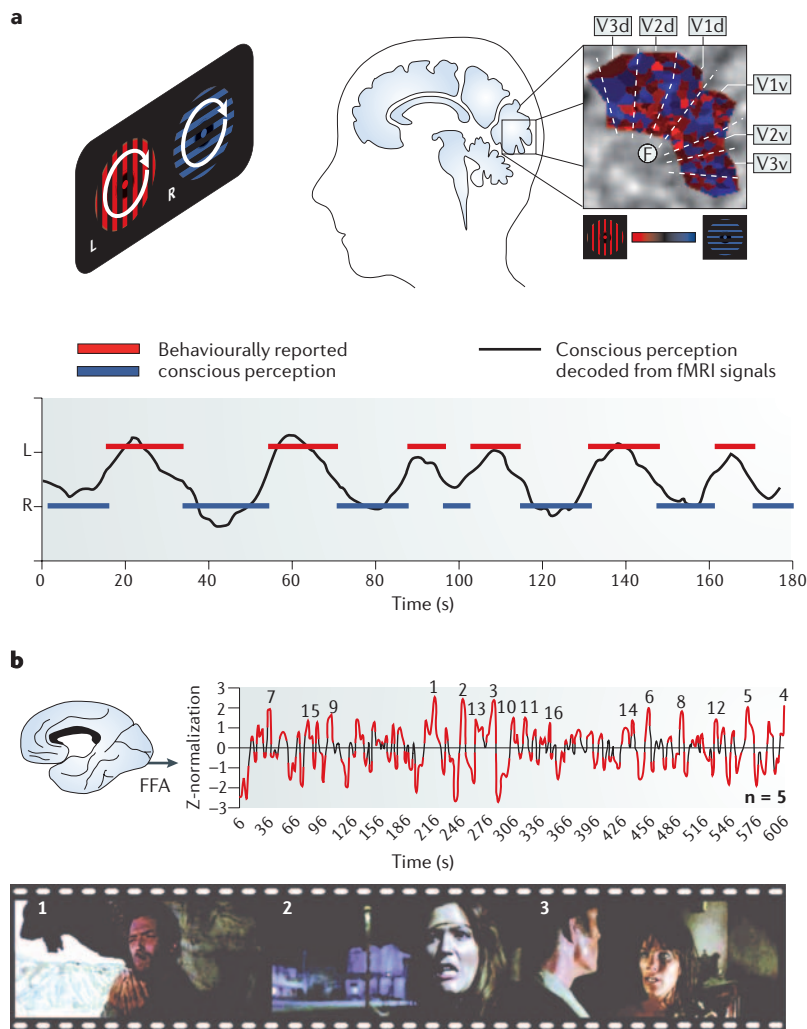 a
V3d V2d V1d
V1v
V2v
V3v
F
L
R
Behaviourally reported
conscious perception
Conscious perception
decoded from fMRI signals
L
R
0 20 40 60 80 100 120 140 160 180
Time (s)
b
FFA
Z-normalization
3
2
1
0
−1
−2
−3
7 15 9 1 2 13 3 10 11 16 14 6 8 12 5 4
n = 5
6 36 66 96 126 156 186 216 246 276 306 336 366 396 426 456 486 516 546 576 606
Time (s)
1 2 3